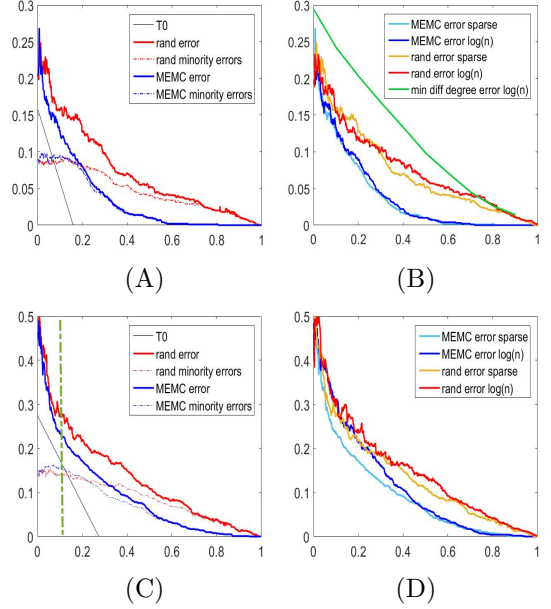 0.3
0.25
0.2
0.15
0.1
0.05
0
0 0.2 0.4 0.6 0.8 1
T0
rand error
rand minority errors
MEMC error
MEMC minority errors
(A)
0.3
0.25
0.2
0.15
0.1
0.05
0
0 0.2 0.4 0.6 0.8 1
MEMC error sparse
MEMC error log(n)
rand error sparse
rand error log(n)
min diff degree error log(n)
(B)
0.5
0.4
0.3
0.2
0.1
0
0 0.2 0.4 0.6 0.8 1
T0
rand error
rand minority errors
MEMC error
MEMC minority errors
(C)
0.5
0.4
0.3
0.2
0.1
0
0 0.2 0.4 0.6 0.8 1
MEMC error sparse
MEMC error log(n)
rand error sparse
rand error log(n)
(D)